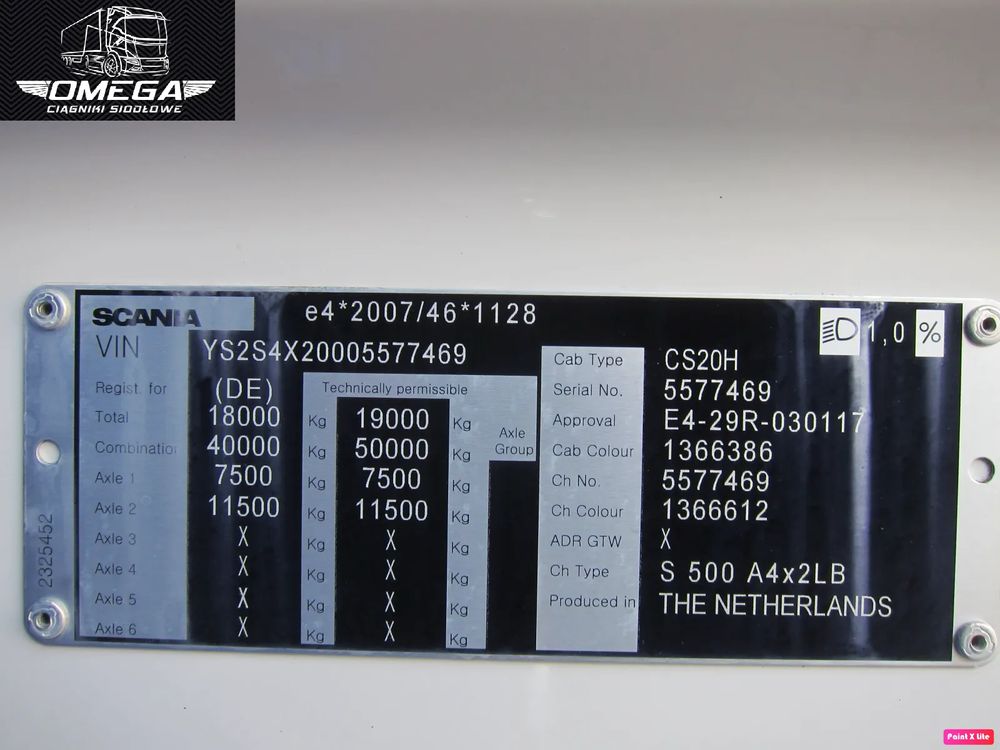 OMEGA
CIĄGNIKI SIODŁOWE
SCANIA
e4*2007/46*1128
1,0 %
VIN YS2S4X20005577469
Regist. for (DE) Technically permissible
Total 18000 Kg 19000 Kg
Combination 40000 Kg 50000 Kg
Axle Group
Axle 1 7500 Kg 7500 Kg
Axle 2 11500 Kg 11500 Kg
Axle 3 X Kg X Kg
Axle 4 X Kg X Kg
Axle 5 X Kg X Kg
Axle 6 X Kg X Kg
Cab Type CS20H
Serial No. 5577469
Approval E4-29R-030117
Cab Colour 1366386
Ch No. 5577469
Ch Colour 1366612
ADR GTW X
Ch Type S 500 A4x2LB
Produced in THE NETHERLANDS
2325452
Point X Lite